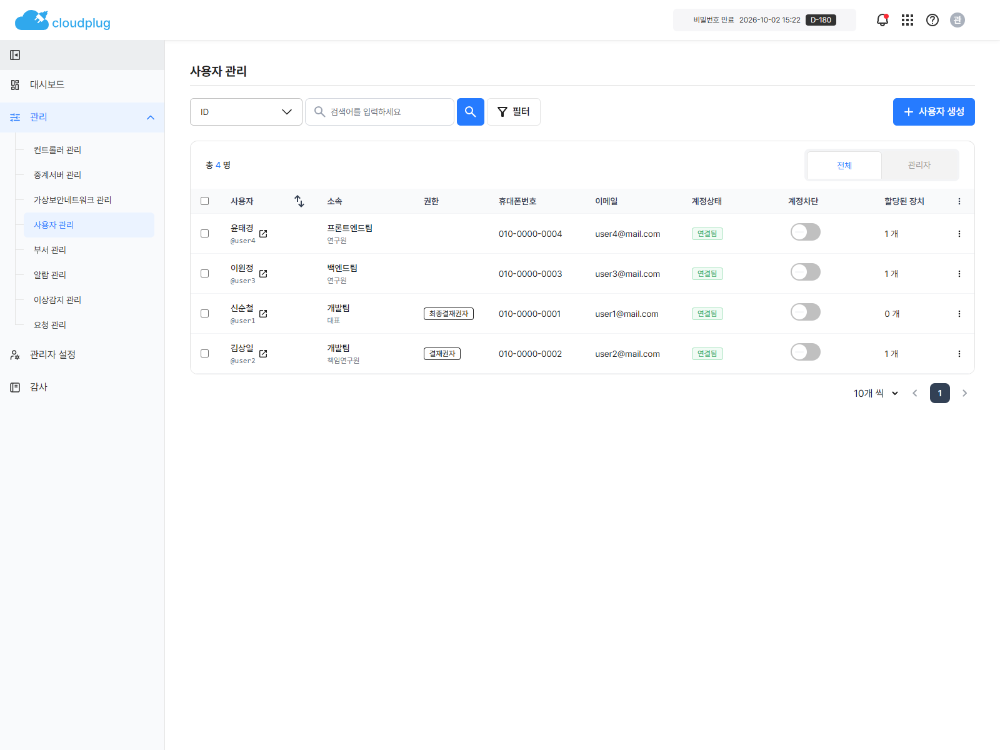 cloudplug
비밀번호 만료 2026-10-02 15:22 D-180
관
대시보드
관리
컨트롤러 관리
중계서버 관리
가상보안네트워크 관리
사용자 관리
부서 관리
알람 관리
이상감지 관리
요청 관리
관리자 설정
감사
사용자 관리
ID
검색어를 입력하세요
필터
사용자 생성
총 4 명
전체
관리자
사용자 소속 권한 휴대폰번호 이메일 계정상태 계정차단 할당된 장치
윤태경 프론트엔드팀
@user4 연구원 010-0000-0004 user4@mail.com 연결됨 1 개
이원정 백엔드팀
@user3 연구원 010-0000-0003 user3@mail.com 연결됨 1 개
신순철 개발팀
@user1 대표 최종결재권자 010-0000-0001 user1@mail.com 연결됨 0 개
김상일 개발팀
@user2 책임연구원 결재권자 010-0000-0002 user2@mail.com 연결됨 1 개
10개 씩 1